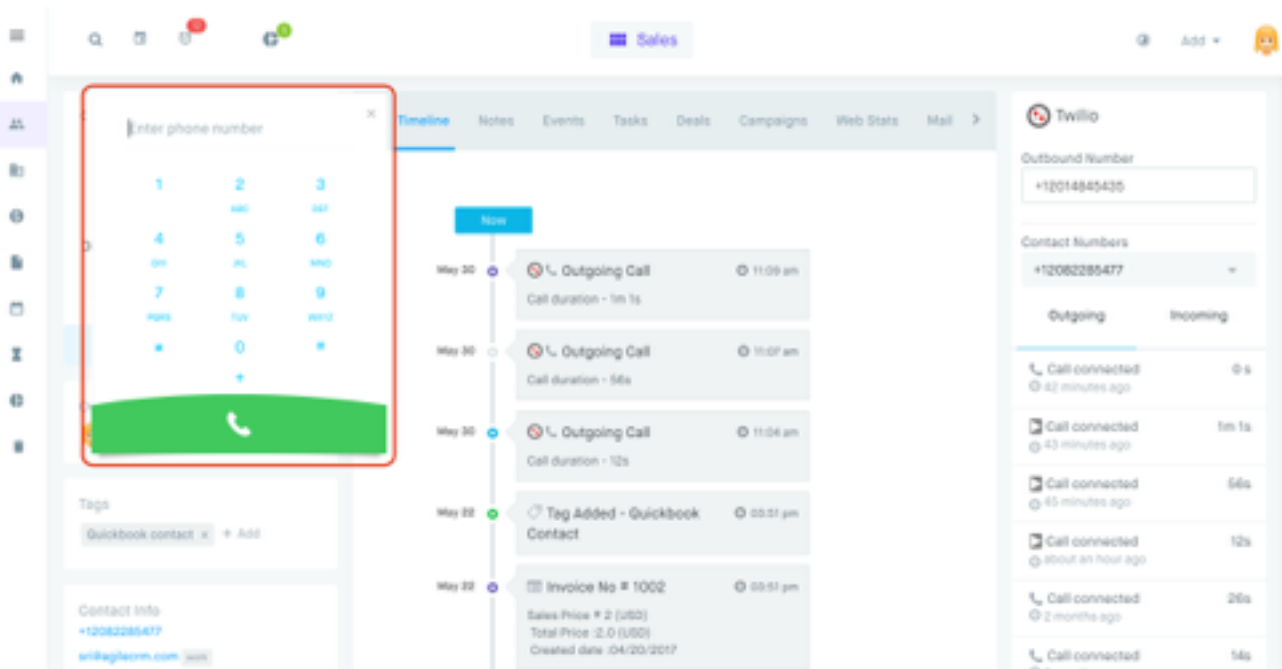 Sales
Add
Enter phone number
1 2 3
ABC DEF
4 5 6
GHI JKL MNO
7 8 9
PQRS TUV WXYZ
* 0 #
+
Timeline Notes Events Tasks Deals Campaigns Web Stats Mail
Now
May 30 Outgoing Call 11:09 am
Call duration - 1m 1s
May 30 Outgoing Call 11:07 am
Call duration - 56s
May 30 Outgoing Call 11:04 am
Call duration - 12s
May 22 Tag Added - Quickbook 03:51 pm
Contact
May 22 Invoice No # 1002 03:51 pm
Sales Price # 2 (USD)
Total Price :2.0 (USD)
Created date :04/20/2017
Tags
Quickbook contact x + Add
Contact Info
+12082285477
sri@agilecrm.com work
Twilio
Outbound Number
+12014845435
Contact Numbers
+12082285477
Outgoing Incoming
Call connected 0 s
42 minutes ago
Call connected 1m 1s
43 minutes ago
Call connected 56s
45 minutes ago
Call connected 12s
about an hour ago
Call connected 26s
2 months ago
Call connected 14s